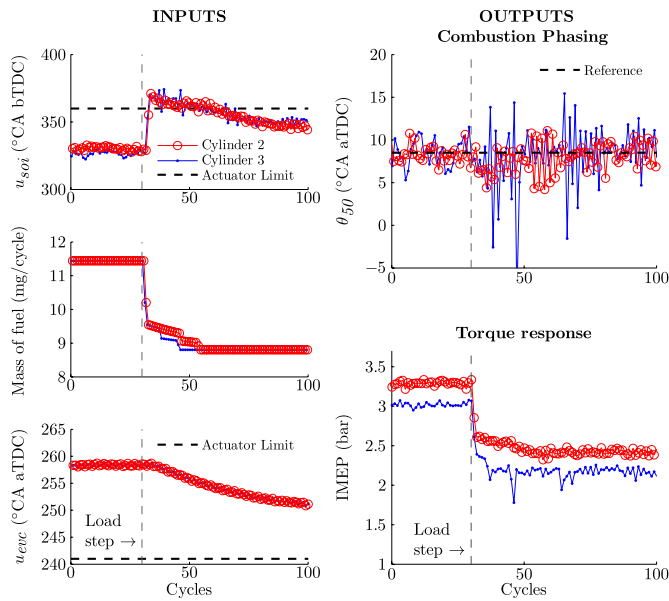 INPUTS
400
350
300
0
50
100
u_soi (°CA bTDC)
Cylinder 2
Cylinder 3
Actuator Limit
12
11
10
9
8
0
50
100
Mass of fuel (mg/cycle)
265
260
255
250
245
240
0
50
100
u_evc (°CA aTDC)
Actuator Limit
Load
step →
Cycles
OUTPUTS
Combustion Phasing
20
15
10
5
0
−5
0
50
100
θ_50 (°CA aTDC)
Reference
Torque response
3.5
3
2.5
2
1.5
1
0
50
100
IMEP (bar)
Load
step →
Cycles